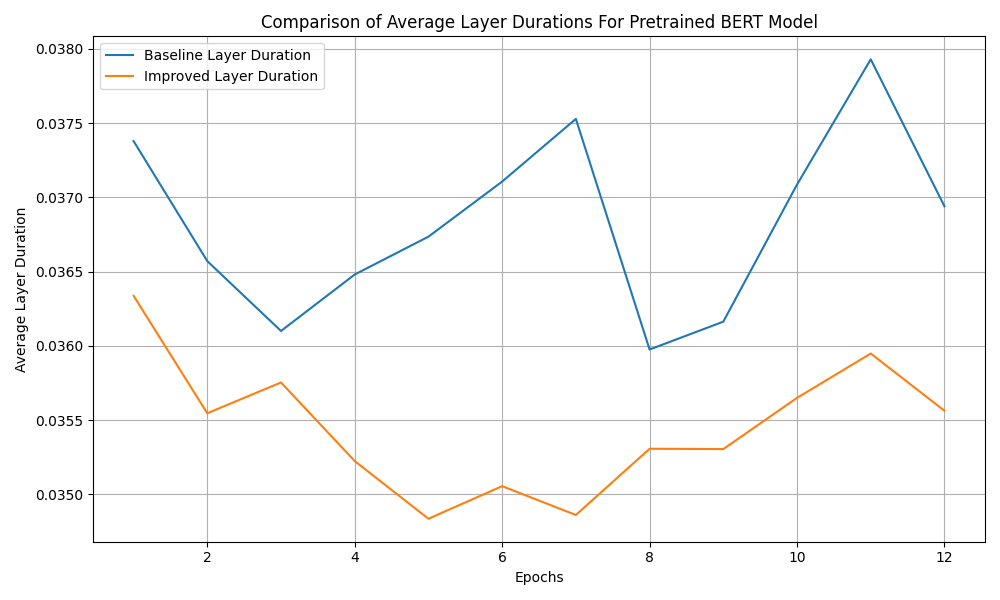 Comparison of Average Layer Durations For Pretrained BERT Model
Baseline Layer Duration
Improved Layer Duration
Average Layer Duration
0.0380
0.0375
0.0370
0.0365
0.0360
0.0355
0.0350
2 4 6 8 10 12
Epochs